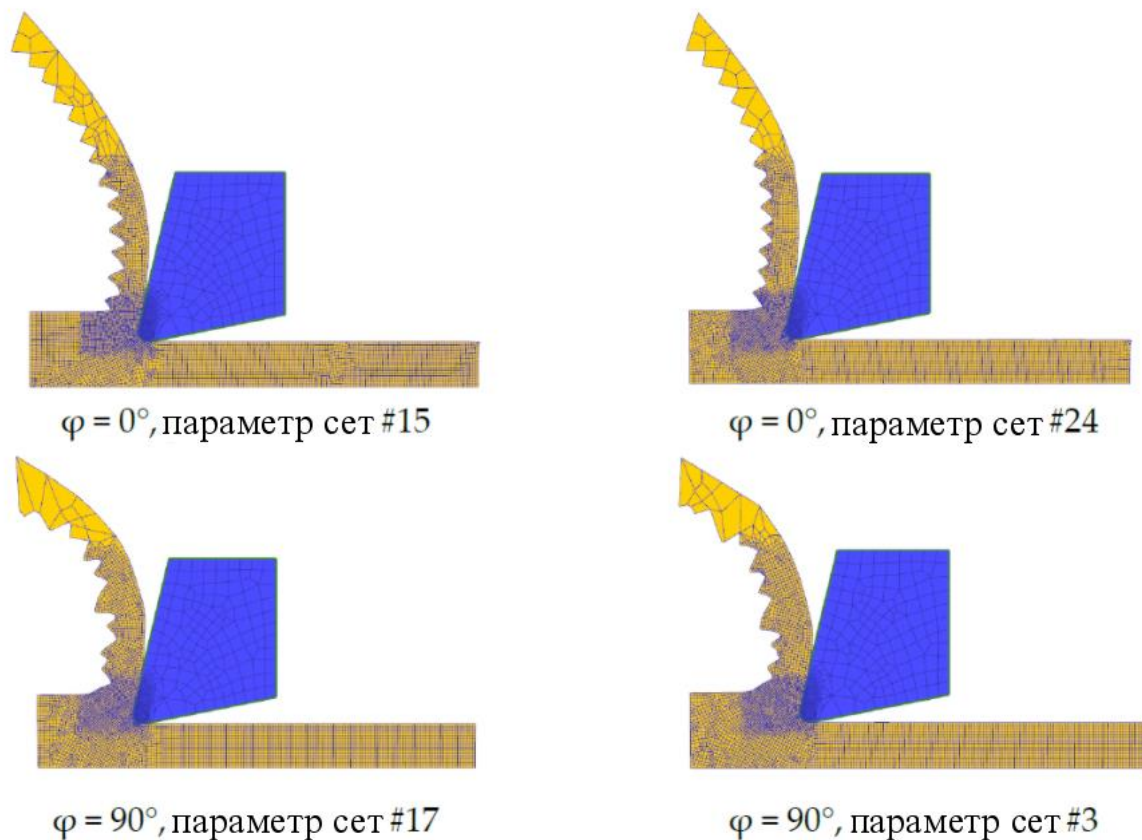 φ = 0°, параметр сет #15
φ = 0°, параметр сет #24
φ = 90°, параметр сет #17
φ = 90°, параметр сет #3